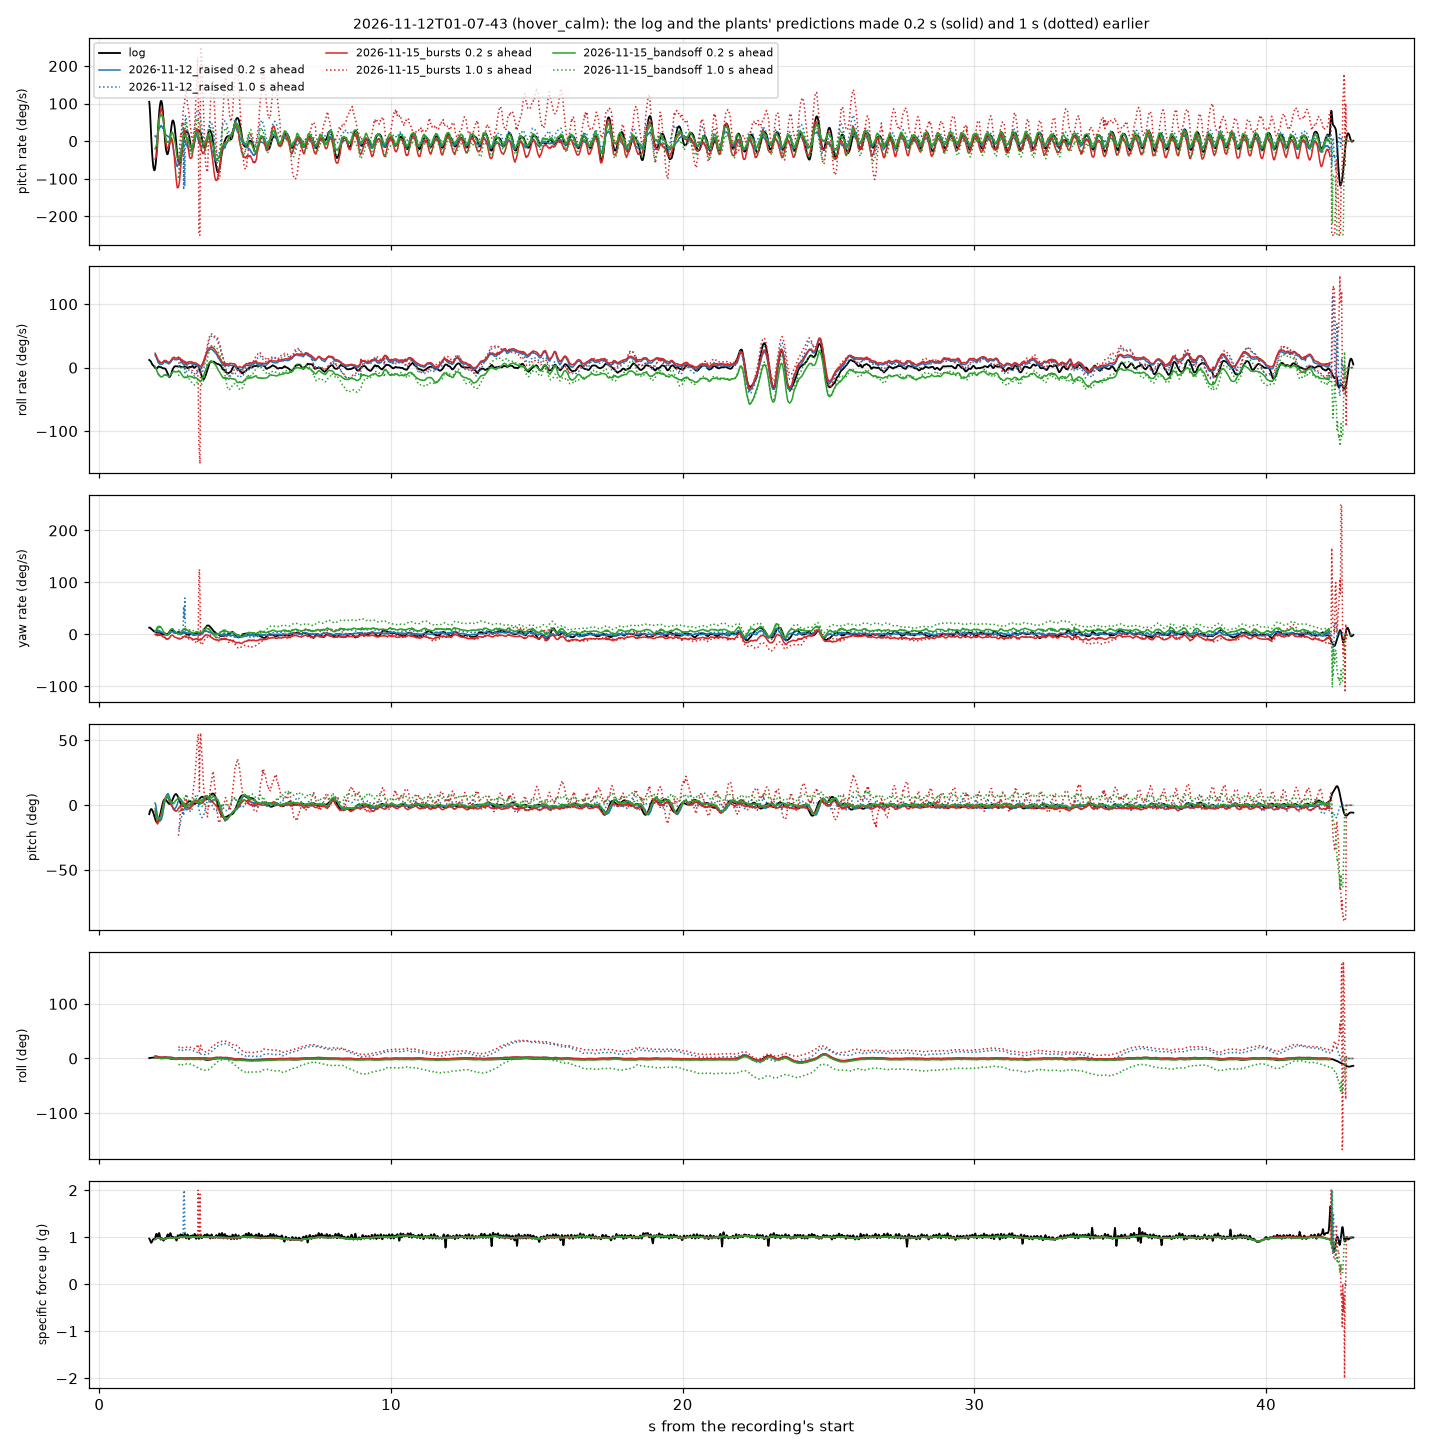 2026-11-12T01-07-43 (hover_calm): the log and the plants' predictions made 0.2 s (solid) and 1 s (dotted) earlier
log
2026-11-12_raised 0.2 s ahead
2026-11-12_raised 1.0 s ahead
2026-11-15_bursts 0.2 s ahead
2026-11-15_bursts 1.0 s ahead
2026-11-15_bandsoff 0.2 s ahead
2026-11-15_bandsoff 1.0 s ahead
pitch rate (deg/s)
200
100
0
−100
−200
roll rate (deg/s)
100
0
−100
yaw rate (deg/s)
200
100
0
−100
pitch (deg)
50
0
−50
roll (deg)
100
0
−100
specific force up (g)
2
1
0
−1
−2
0 10 20 30 40
s from the recording's start